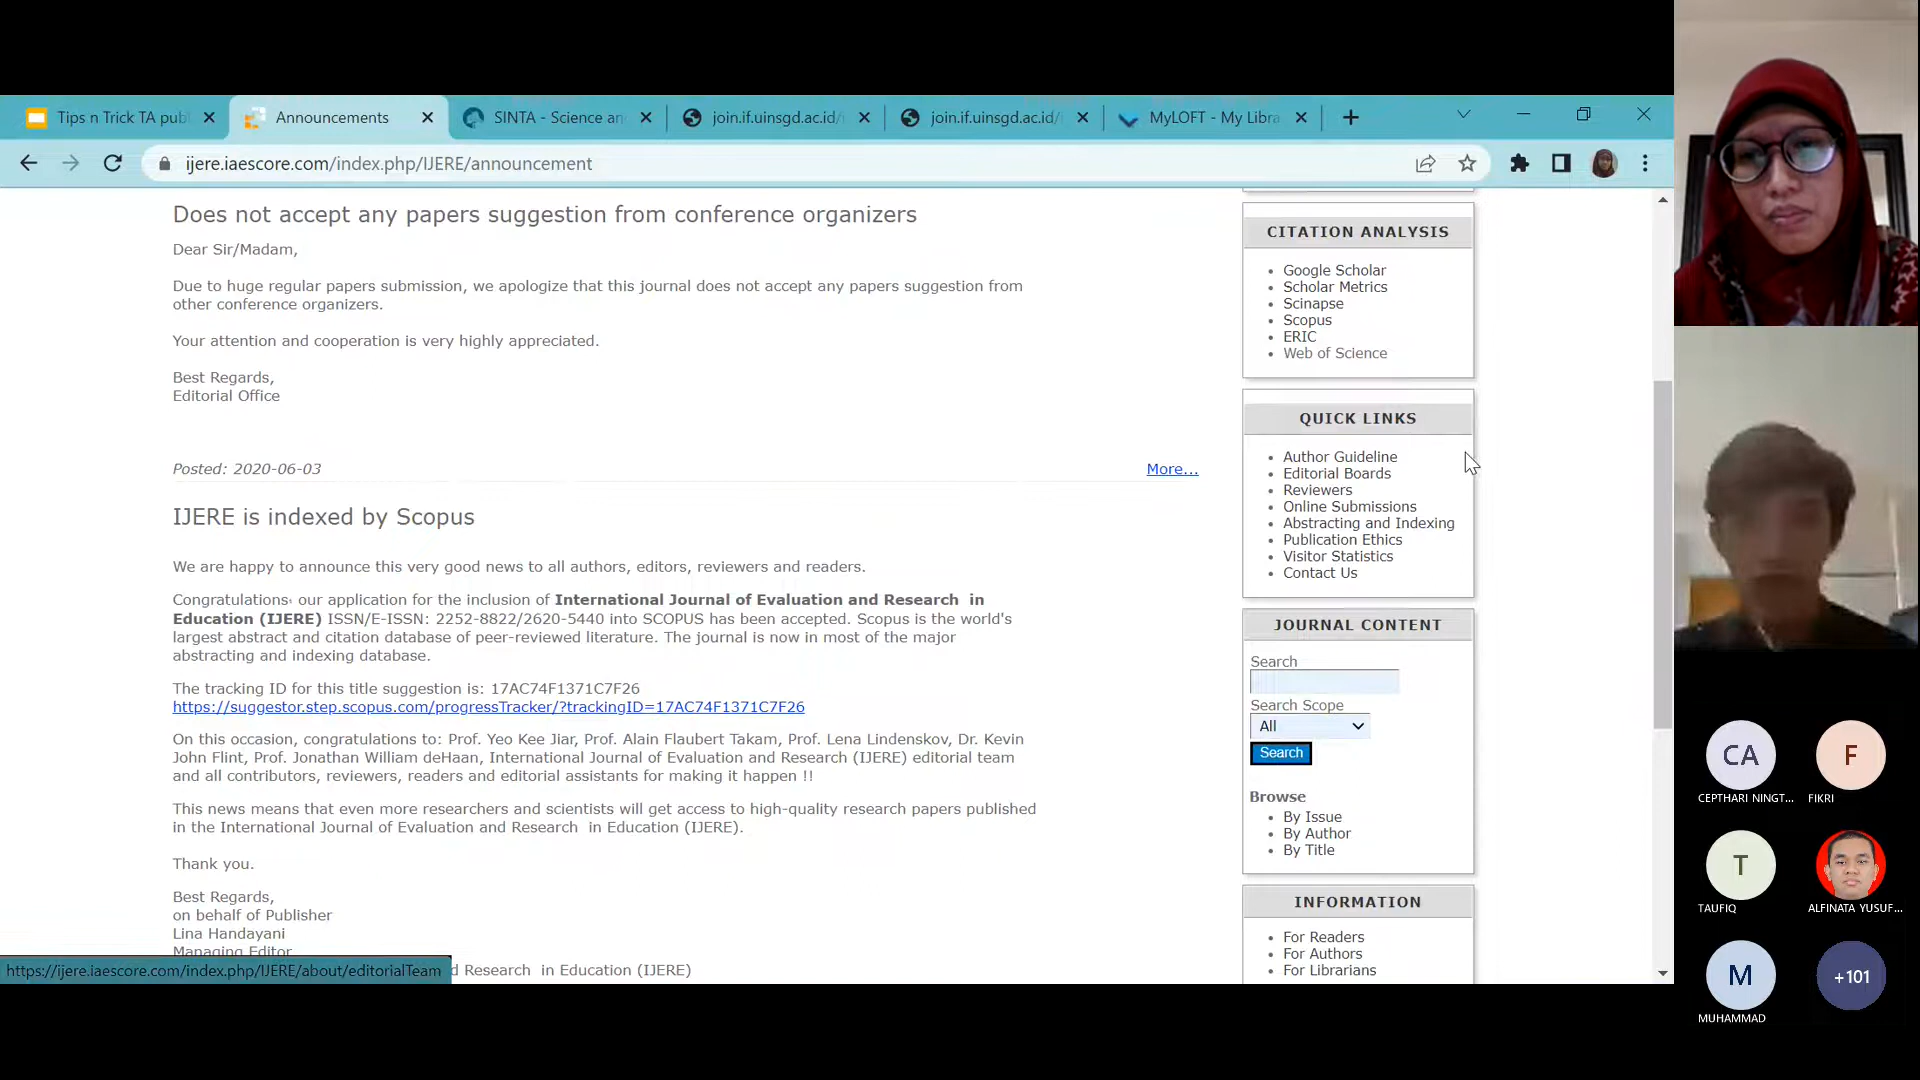 Tips n Trick TA pub
Announcements
SINTA - Science an
join.if.uinsgd.ac.id/i
join.if.uinsgd.ac.id/
MyLOFT - My Libra
ijere.iaescore.com/index.php/IJERE/announcement
Does not accept any papers suggestion from conference organizers
Dear Sir/Madam,
Due to huge regular papers submission, we apologize that this journal does not accept any papers suggestion from
other conference organizers.
Your attention and cooperation is very highly appreciated.
Best Regards,
Editorial Office
Posted: 2020-06-03
More...
IJERE is indexed by Scopus
We are happy to announce this very good news to all authors, editors, reviewers and readers.
Congratulations, our application for the inclusion of International Journal of Evaluation and Research in
Education (IJERE) ISSN/E-ISSN: 2252-8822/2620-5440 into SCOPUS has been accepted. Scopus is the world's
largest abstract and citation database of peer-reviewed literature. The journal is now in most of the major
abstracting and indexing database.
The tracking ID for this title suggestion is: 17AC74F1371C7F26
https://suggestor.step.scopus.com/progressTracker/?trackingID=17AC74F1371C7F26
On this occasion, congratulations to: Prof. Yeo Kee Jiar, Prof. Alain Flaubert Takam, Prof. Lena Lindenskov, Dr. Kevin
John Flint, Prof. Jonathan William deHaan, International Journal of Evaluation and Research (IJERE) editorial team
and all contributors, reviewers, readers and editorial assistants for making it happen !!
This news means that even more researchers and scientists will get access to high-quality research papers published
in the International Journal of Evaluation and Research in Education (IJERE).
Thank you.
Best Regards,
on behalf of Publisher
Lina Handayani
Managing Editor
d Research in Education (IJERE)
https://ijere.iaescore.com/index.php/IJERE/about/editorialTeam
CITATION ANALYSIS
Google Scholar
Scholar Metrics
Scinapse
Scopus
ERIC
Web of Science
QUICK LINKS
Author Guideline
Editorial Boards
Reviewers
Online Submissions
Abstracting and Indexing
Publication Ethics
Visitor Statistics
Contact Us
JOURNAL CONTENT
Search
Search Scope
All
Search
Browse
By Issue
By Author
By Title
INFORMATION
For Readers
For Authors
For Librarians
CA
CEPTHARI NINGT...
F
FIKRI
T
TAUFIQ
ALFINATA YUSUF...
M
MUHAMMAD
+101